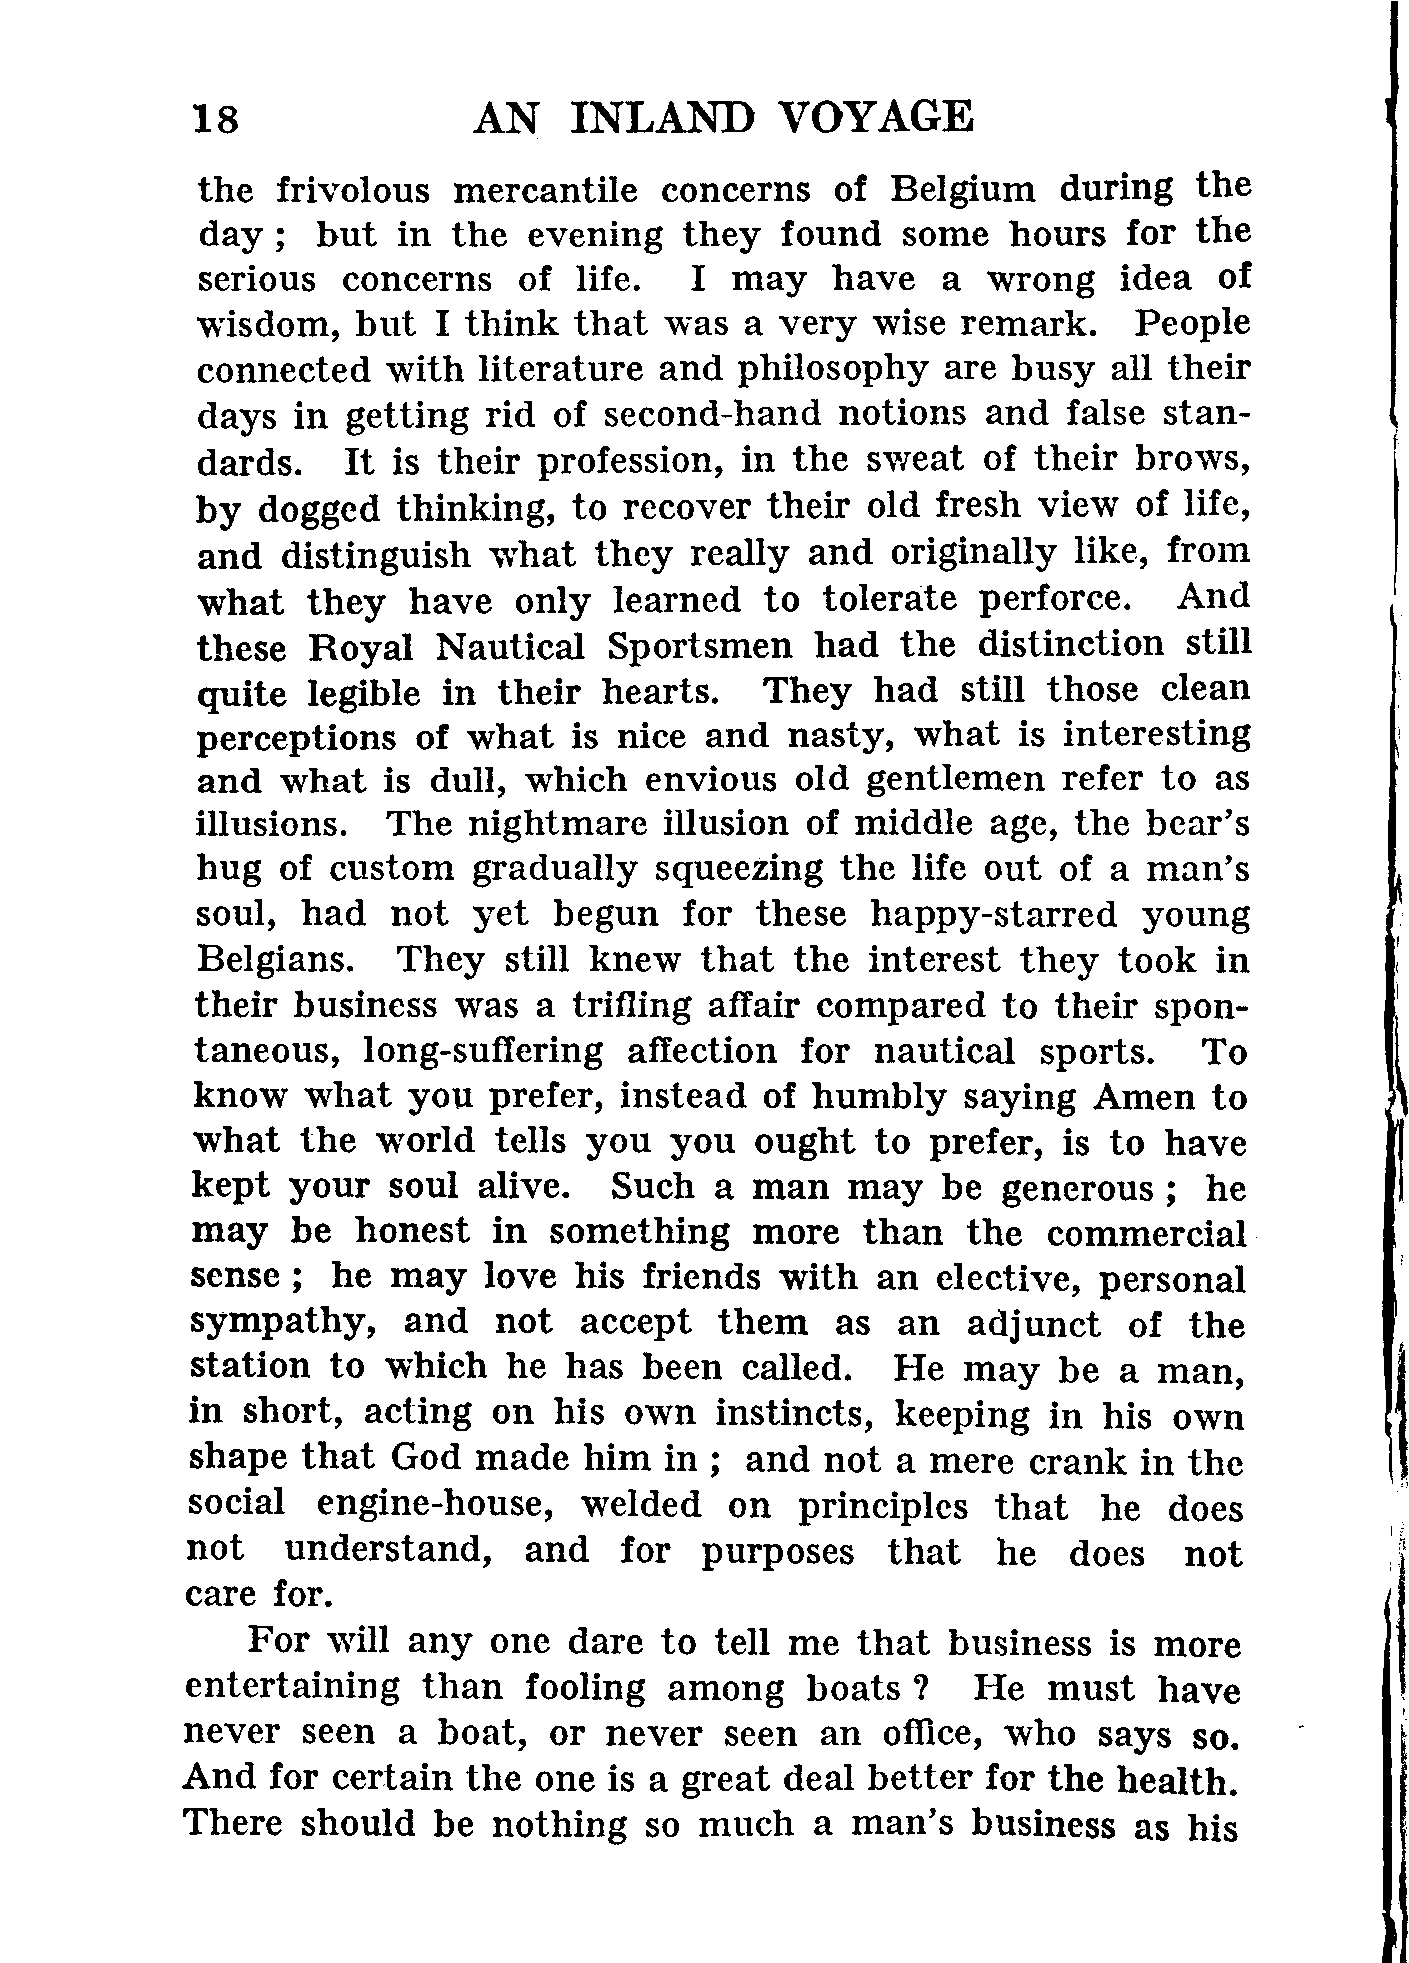 18 AN INLAND VOYAGE
the frivolous mercantile concerns of Belgium during the
day ; but in the evening they found some hours for the
serious concerns of life. I may have a wrong idea of
wisdom, but I think that was a very wise remark. People
connected with literature and philosophy are busy all their
days in getting rid of second-hand notions and false stan-
dards. It is their profession, in the sweat of their brows,
by dogged thinking, to recover their old fresh view of life,
and distinguish what they really and originally like, from
what they have only learned to tolerate perforce. And
these Royal Nautical Sportsmen had the distinction still
quite legible in their hearts. They had still those clean
perceptions of what is nice and nasty, what is interesting
and what is dull, which envious old gentlemen refer to as
illusions. The nightmare illusion of middle age, the bear's
hug of custom gradually squeezing the life out of a man's
soul, had not yet begun for these happy-starred young
Belgians. They still knew that the interest they took in
their business was a trifling affair compared to their spon-
taneous, long-suffering affection for nautical sports. To
know what you prefer, instead of humbly saying Amen to
what the world tells you you ought to prefer, is to have
kept your soul alive. Such a man may be generous ; he
may be honest in something more than the commercial
sense ; he may love his friends with an elective, personal
sympathy, and not accept them as an adjunct of the
station to which he has been called. He may be a man,
in short, acting on his own instincts, keeping in his own
shape that God made him in ; and not a mere crank in the
social engine-house, welded on principles that he does
not understand, and for purposes that he does not
care for.
For will any one dare to tell me that business is more
entertaining than fooling among boats ? He must have
never seen a boat, or never seen an office, who says so.
And for certain the one is a great deal better for the health.
There should be nothing so much a man's business as his